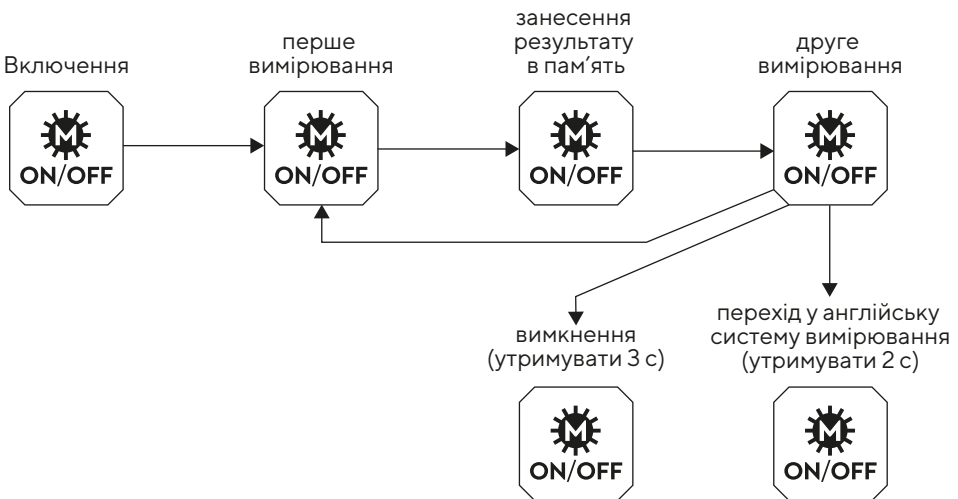 Включення
перше
вимірювання
занесення
результату
в пам’ять
друге
вимірювання
M
ON/OFF
M
ON/OFF
M
ON/OFF
M
ON/OFF
вимкнення
(утримувати 3 с)
перехід у англійську
систему вимірювання
(утримувати 2 с)
M
ON/OFF
M
ON/OFF